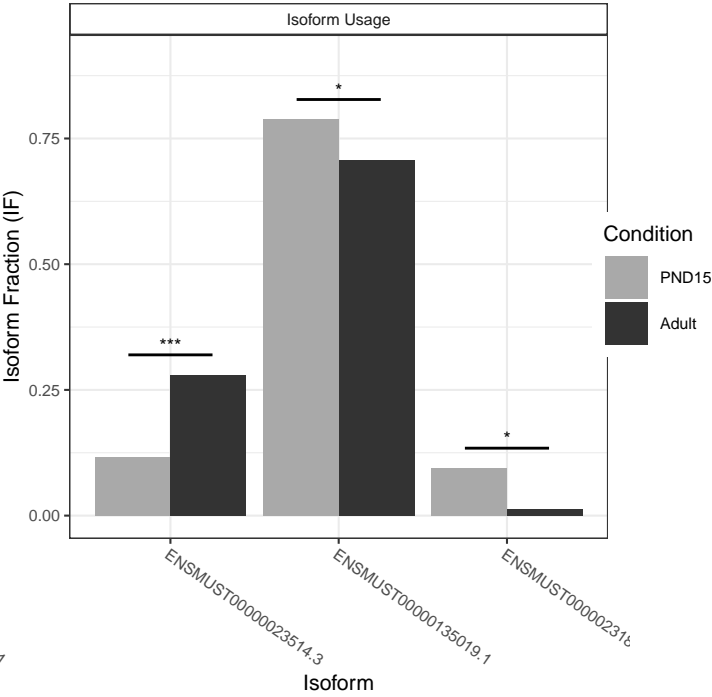 Isoform Usage
*
0.75
Isoform Fraction (IF)
Condition
PND15
0.50
Adult
***
0.25
*
0.00
ENSMUST00000023514.3
ENSMUST00000135019.1
Isoform